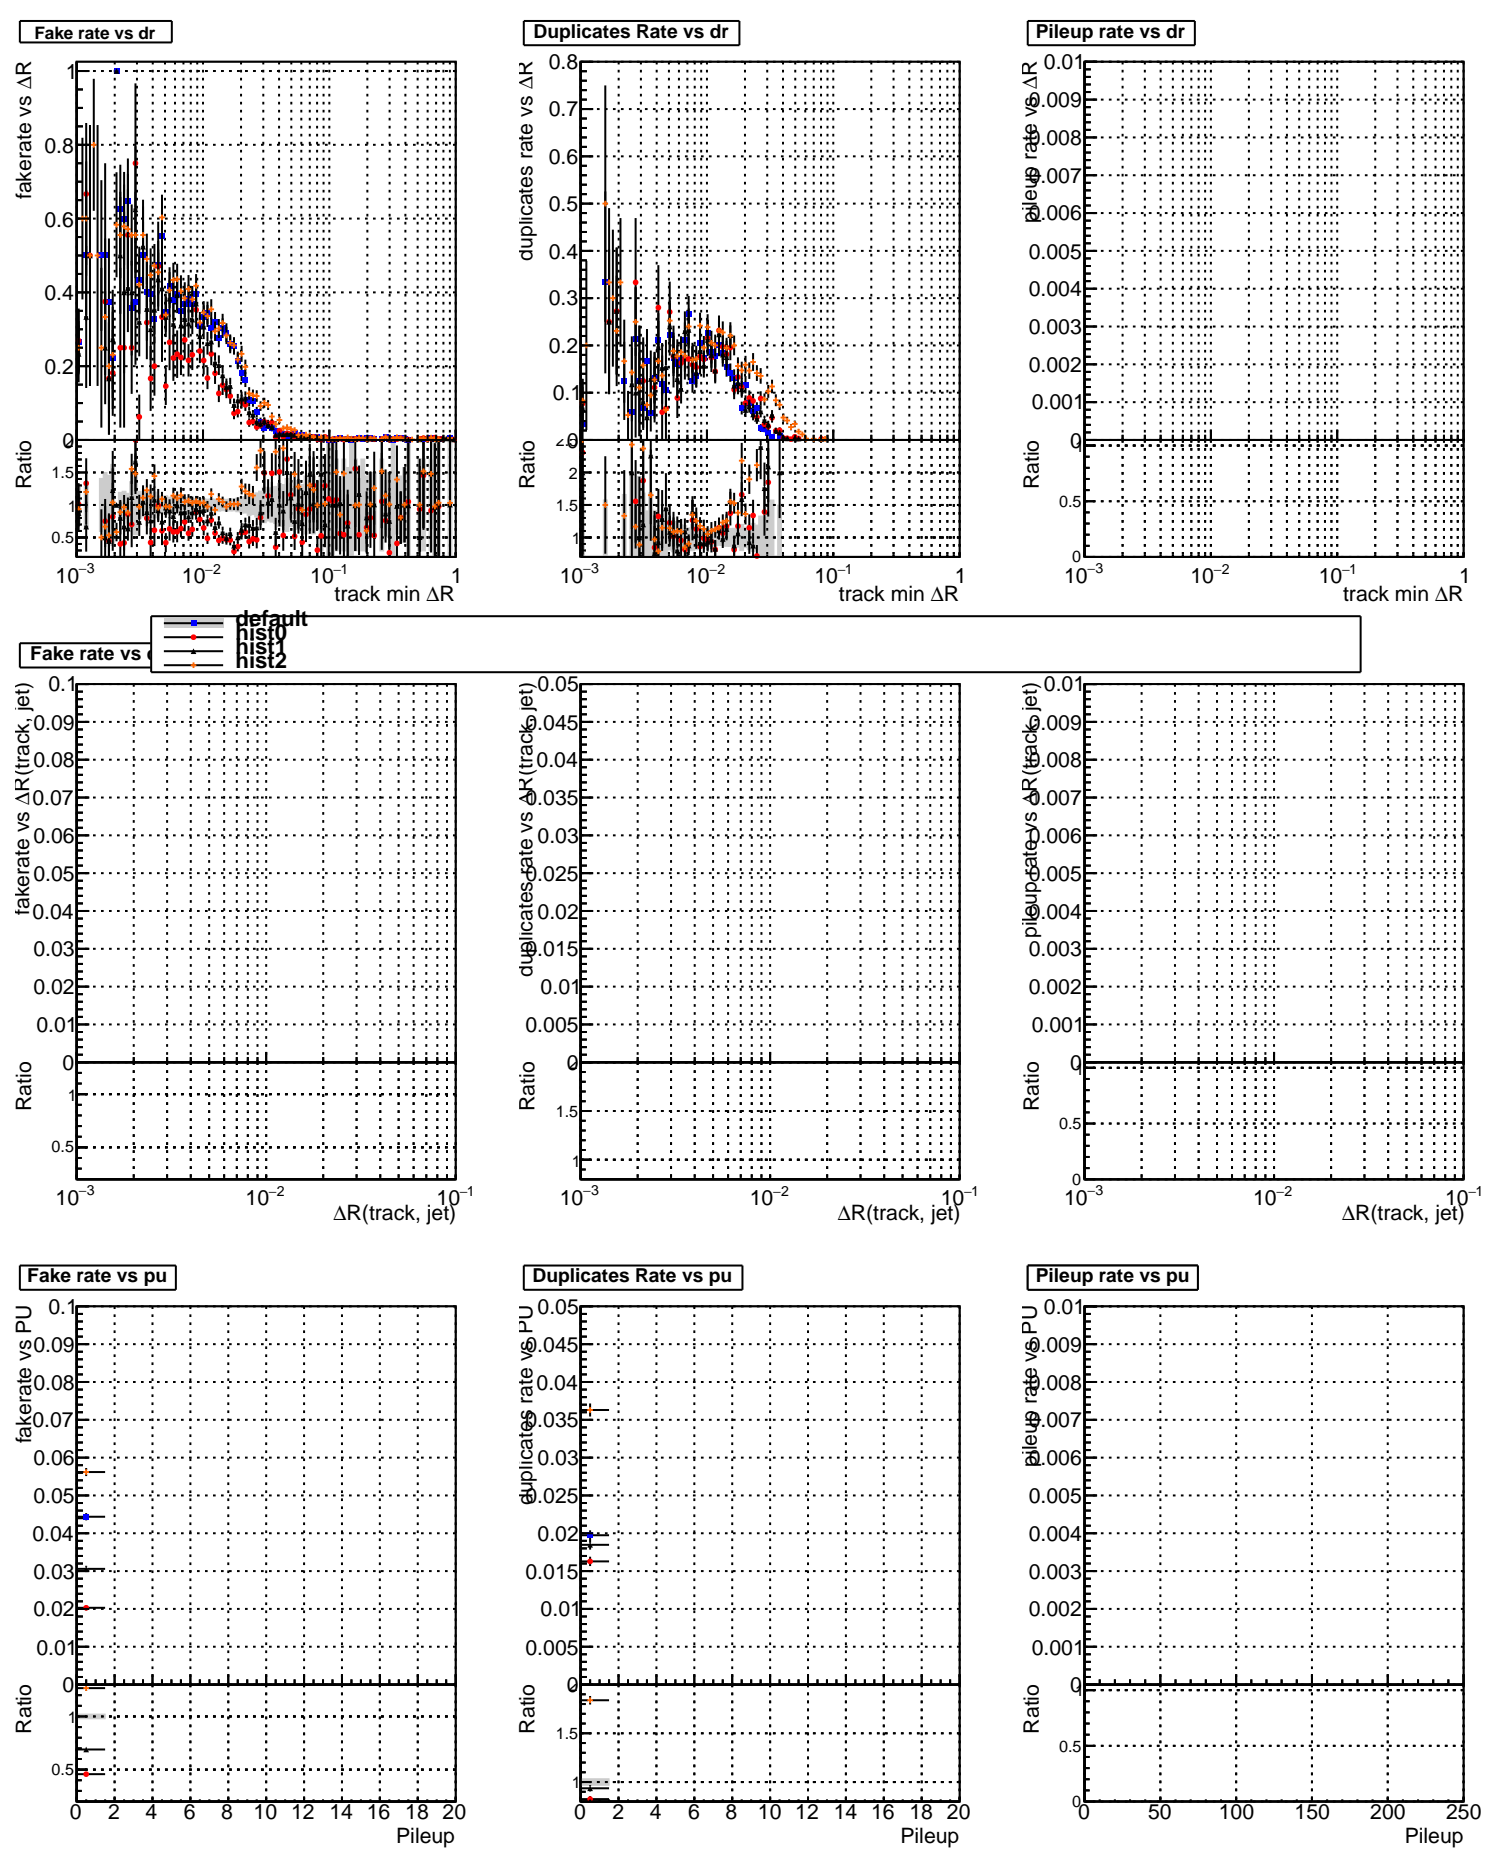 Fake rate vs dr
Duplicates Rate vs dr
Pileup rate vs dr
fakerate vs ΔR
1
0.8
0.6
0.4
0.2
0
Ratio
1.5
1
0.5
10−3 10−2 10−1 1
track min ΔR
duplicates rate vs ΔR
0.8
0.7
0.6
0.5
0.4
0.3
0.2
0.1
0
Ratio
2
1.5
1
10−3 10−2 10−1 1
track min ΔR
pileup rate vs ΔR
0.01
0.009
0.008
0.007
0.006
0.005
0.004
0.003
0.002
0.001
0
Ratio
1
0.5
0
10−3 10−2 10−1 1
track min ΔR
default
hist0
hist1
hist2
Fake rate vs
fakerate vs ΔR(track, jet)
0.1
0.09
0.08
0.07
0.06
0.05
0.04
0.03
0.02
0.01
0
Ratio
1
0.5
10−3 10−2 10−1
ΔR(track, jet)
duplicates rate vs ΔR(track, jet)
0.05
0.045
0.04
0.035
0.03
0.025
0.02
0.015
0.01
0.005
0
Ratio
2
1.5
1
10−3 10−2 10−1
ΔR(track, jet)
pileup rate vs ΔR(track, jet)
0.01
0.009
0.008
0.007
0.006
0.005
0.004
0.003
0.002
0.001
0
Ratio
1
0.5
0
10−3 10−2 10−1
ΔR(track, jet)
Fake rate vs pu
Duplicates Rate vs pu
Pileup rate vs pu
fakerate vs PU
0.1
0.09
0.08
0.07
0.06
0.05
0.04
0.03
0.02
0.01
0
Ratio
1
0.5
0 2 4 6 8 10 12 14 16 18 20
Pileup
duplicates rate vs PU
0.05
0.045
0.04
0.035
0.03
0.025
0.02
0.015
0.01
0.005
0
Ratio
2
1.5
1
0 2 4 6 8 10 12 14 16 18 20
Pileup
pileup rate vs PU
0.01
0.009
0.008
0.007
0.006
0.005
0.004
0.003
0.002
0.001
0
Ratio
1
0.5
0
0 50 100 150 200 250
Pileup